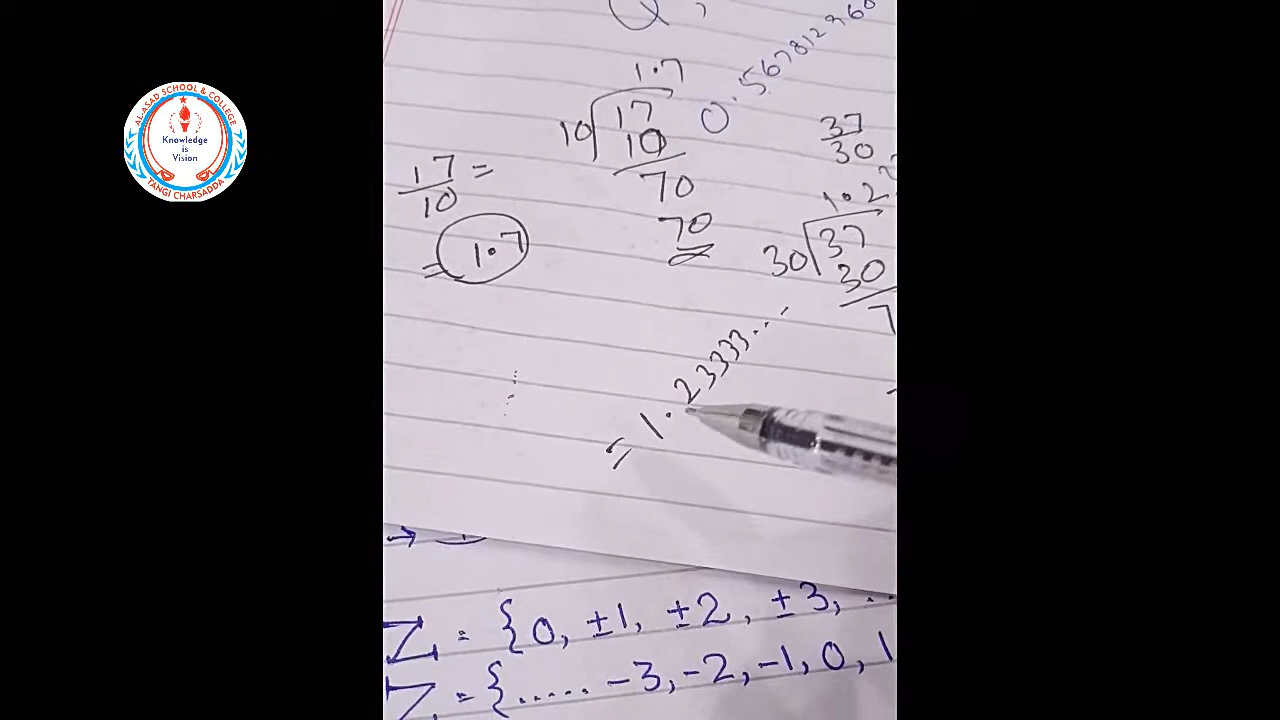 AL-ASAD SCHOOL & COLLEGE
Knowledge
is
Vision
TANGI CHARSADDA
Q,
1.7
10 17
10
70
70
17/10 =
= 1.7
0.56781296
37/30
1.2
30 37
30
7
= 1.23333...
Z = {0, ±1, ±2, ±3, ...
Z = {..... -3, -2, -1, 0, 1